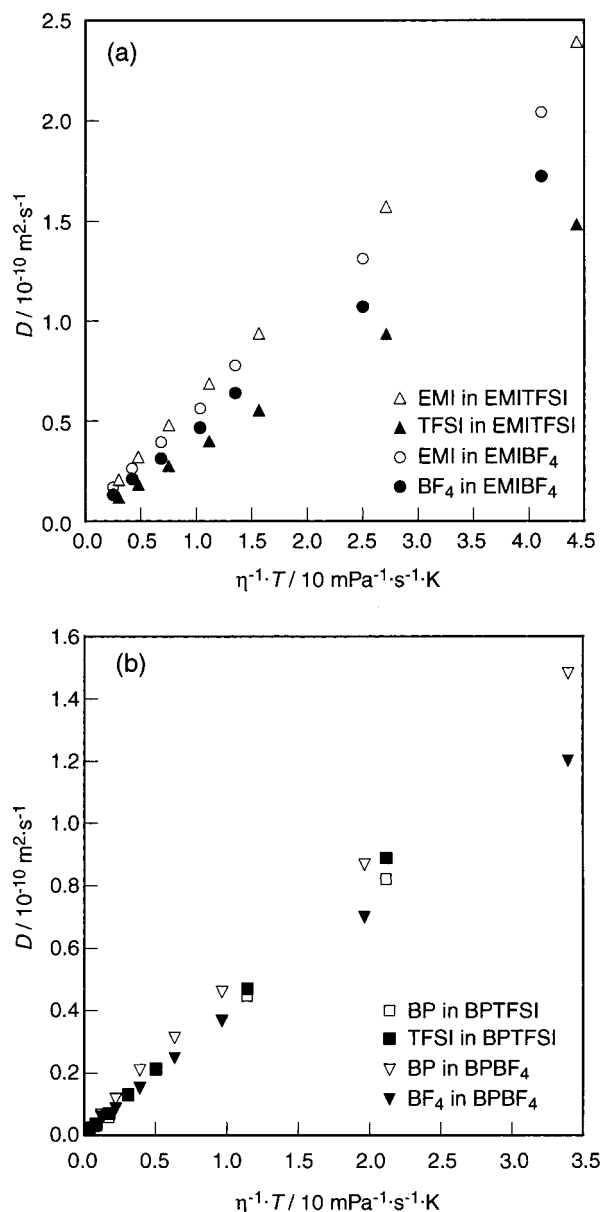 (a)
2.5
2.0
1.5
1.0
0.5
0.0
D / 10⁻¹⁰ m²·s⁻¹
EMI in EMITFSI
TFSI in EMITFSI
EMI in EMIBF₄
BF₄ in EMIBF₄
0.0 0.5 1.0 1.5 2.0 2.5 3.0 3.5 4.0 4.5
η⁻¹·T / 10 mPa⁻¹·s⁻¹·K
(b)
1.6
1.4
1.2
1.0
0.8
0.6
0.4
0.2
0.0
D / 10⁻¹⁰ m²·s⁻¹
BP in BPTFSI
TFSI in BPTFSI
BP in BPBF₄
BF₄ in BPBF₄
0.0 0.5 1.0 1.5 2.0 2.5 3.0 3.5
η⁻¹·T / 10 mPa⁻¹·s⁻¹·K